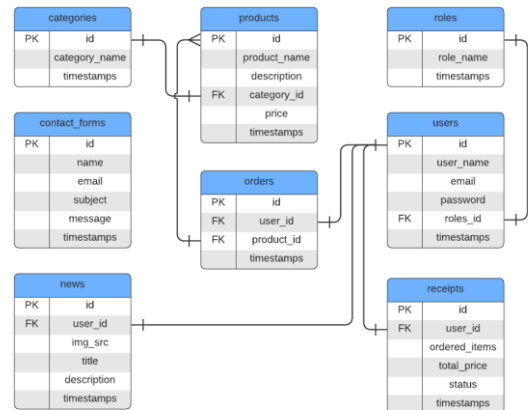 categories
PK id
category_name
timestamps
products
PK id
product_name
description
FK category_id
price
timestamps
roles
PK id
role_name
timestamps
contact_forms
PK id
name
email
subject
message
timestamps
orders
PK id
FK user_id
FK product_id
timestamps
users
PK id
user_name
email
password
FK roles_id
timestamps
news
PK id
FK user_id
img_src
title
description
timestamps
receipts
PK id
FK user_id
ordered_items
total_price
status
timestamps